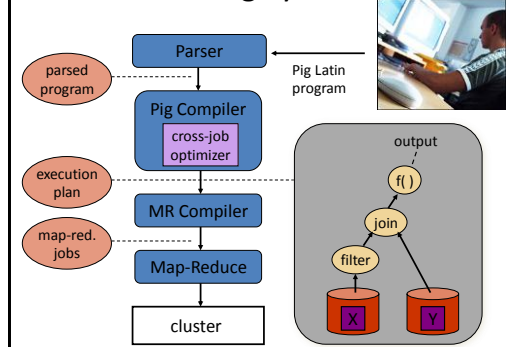 Parser
parsed
program
Pig Latin
program
Pig Compiler
cross-job
optimizer
output
execution
plan
f( )
MR Compiler
join
map-red.
jobs
filter
Map-Reduce
X
Y
cluster